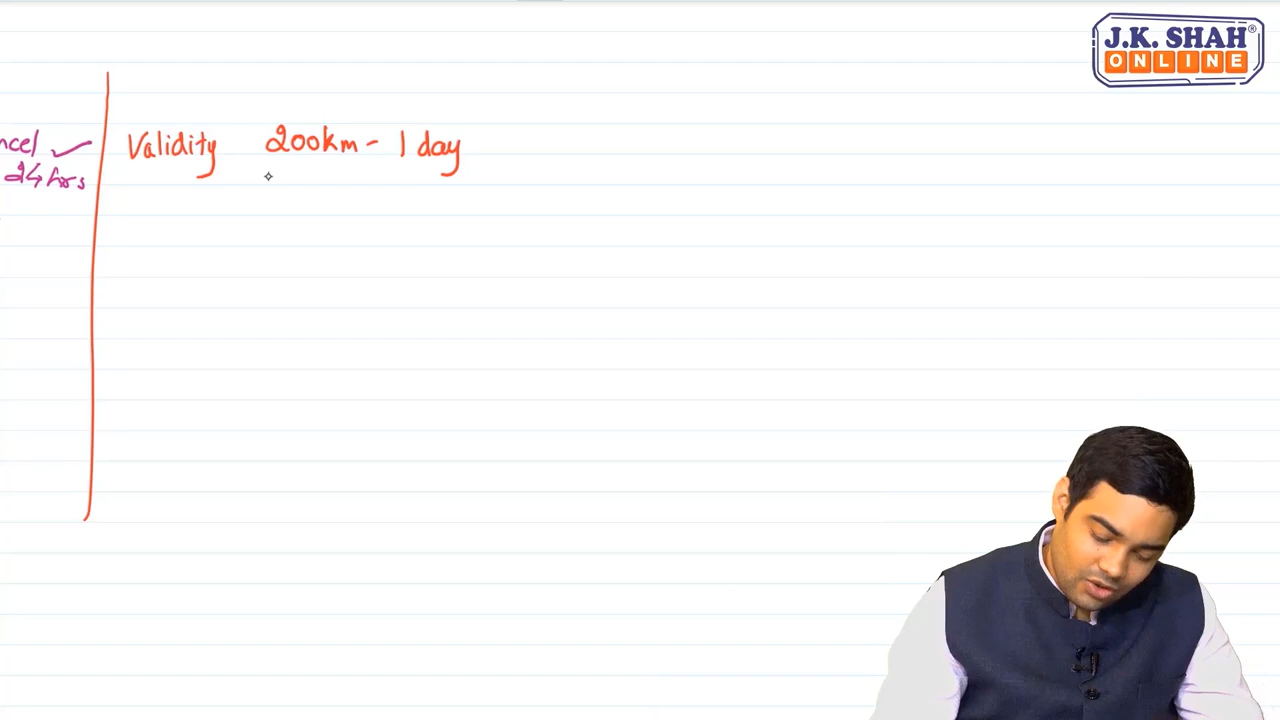 J.K. SHAH®
ONLINE
ncel ✓
24 hrs
Validity 200km - 1 day